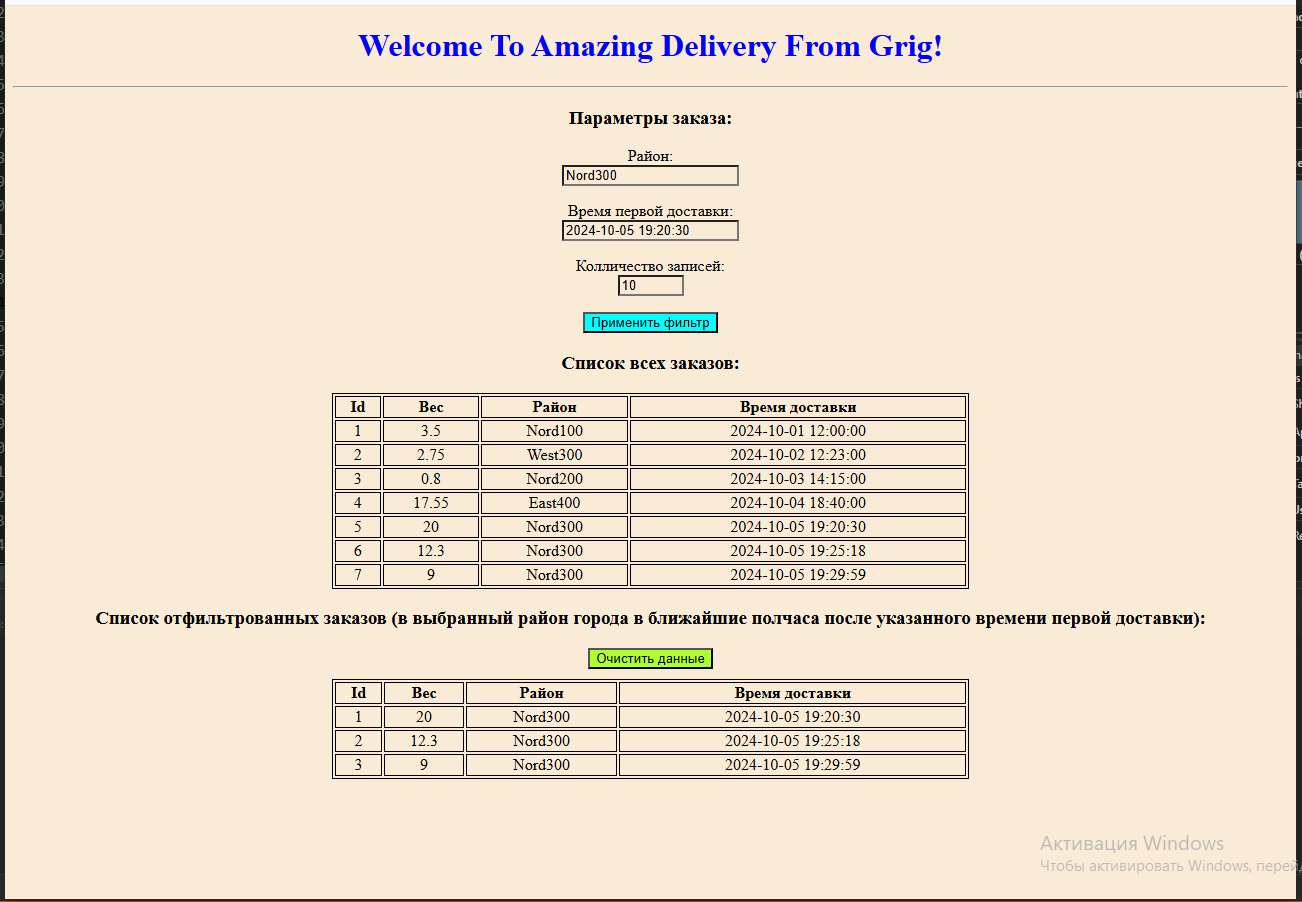 Welcome To Amazing Delivery From Grig!
Параметры заказа:
Район:
Nord300
Время первой доставки:
2024-10-05 19:20:30
Колличество записей:
10
Применить фильтр
Список всех заказов:
Id Вес Район Время доставки
1 3.5 Nord100 2024-10-01 12:00:00
2 2.75 West300 2024-10-02 12:23:00
3 0.8 Nord200 2024-10-03 14:15:00
4 17.55 East400 2024-10-04 18:40:00
5 20 Nord300 2024-10-05 19:20:30
6 12.3 Nord300 2024-10-05 19:25:18
7 9 Nord300 2024-10-05 19:29:59
Список отфильтрованных заказов (в выбранный район города в ближайшие полчаса после указанного времени первой доставки):
Очистить данные
Id Вес Район Время доставки
1 20 Nord300 2024-10-05 19:20:30
2 12.3 Nord300 2024-10-05 19:25:18
3 9 Nord300 2024-10-05 19:29:59
Активация Windows
Чтобы активировать Windows,